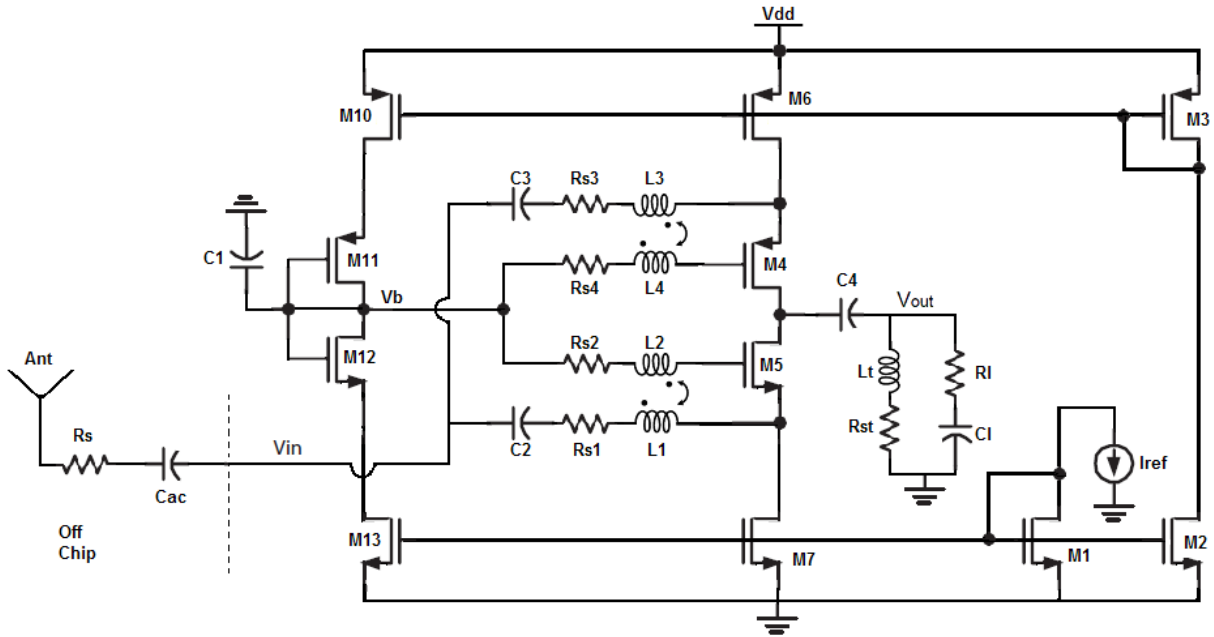 Vdd
M10
M6
M3
C3
Rs3
L3
C1
M11
M4
Vb
Rs4
L4
C4
Vout
Ant
M12
Rs2
L2
M5
Lt
Rl
Rs
Vin
C2
Rs1
L1
Rst
Cl
Iref
Cac
Off
Chip
M13
M7
M1
M2